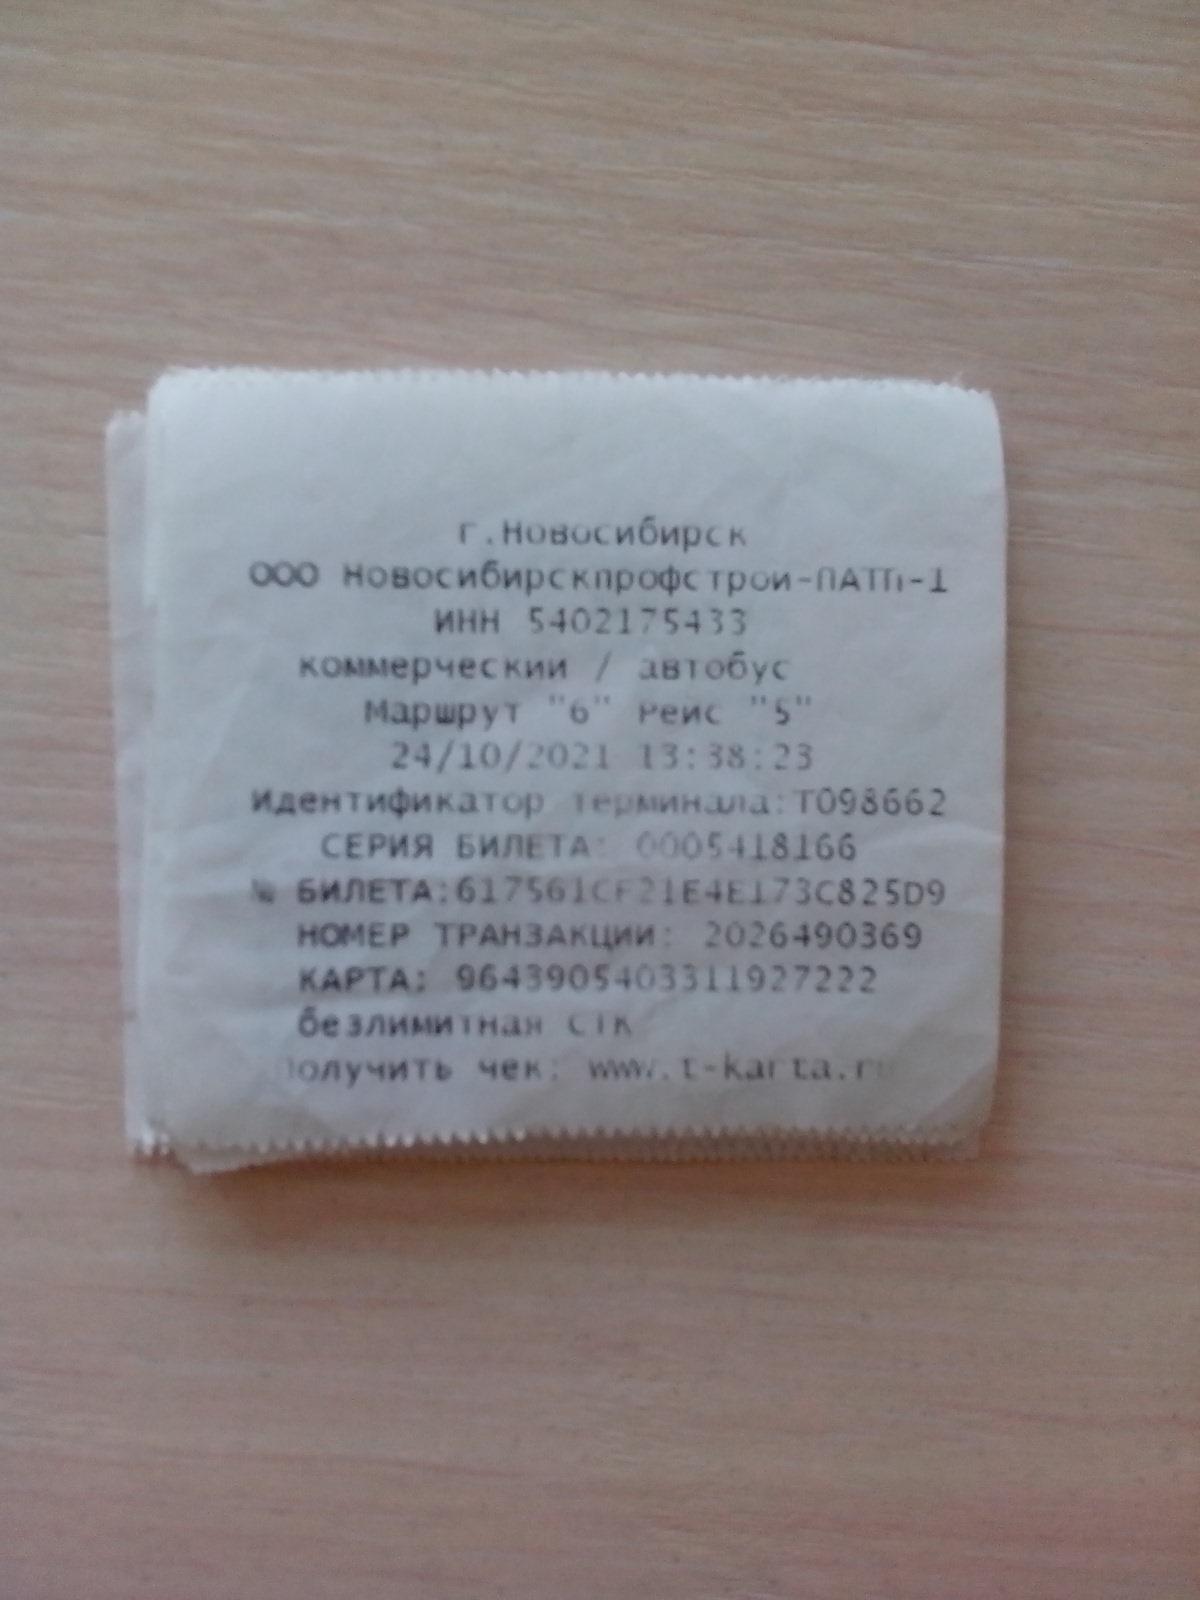 г.Новосибирск
ООО Новосибирскпрофстрой-ПАТП-1
ИНН 5402175433
коммерческий / автобус
Маршрут "6" Рейс "5"
24/10/2021 13:38:23
Идентификатор терминала:T098662
СЕРИЯ БИЛЕТА: 0005418166
№ БИЛЕТА:617561CF21E4E173C825D9
НОМЕР ТРАНЗАКЦИИ: 2026490369
КАРТА: 9643905403311927222
безлимитная СТК
Получить чек: www.t-karta.ru